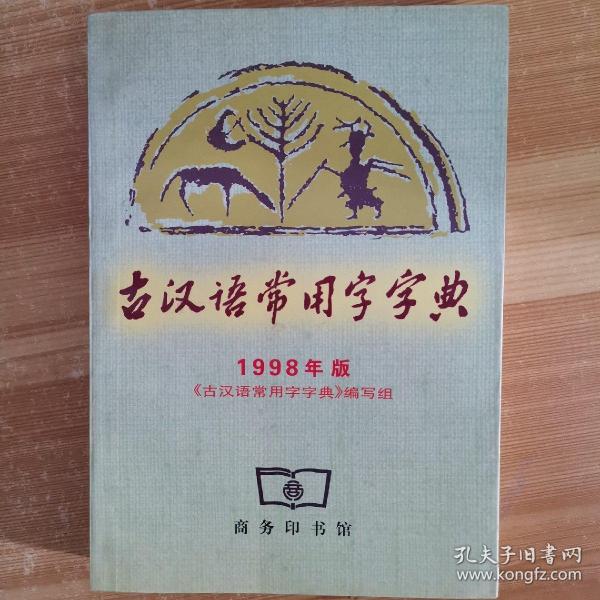 古汉语常用字字典
1998年版
《古汉语常用字字典》编写组
商务印书馆
孔夫子旧书网
www.kongfz.com